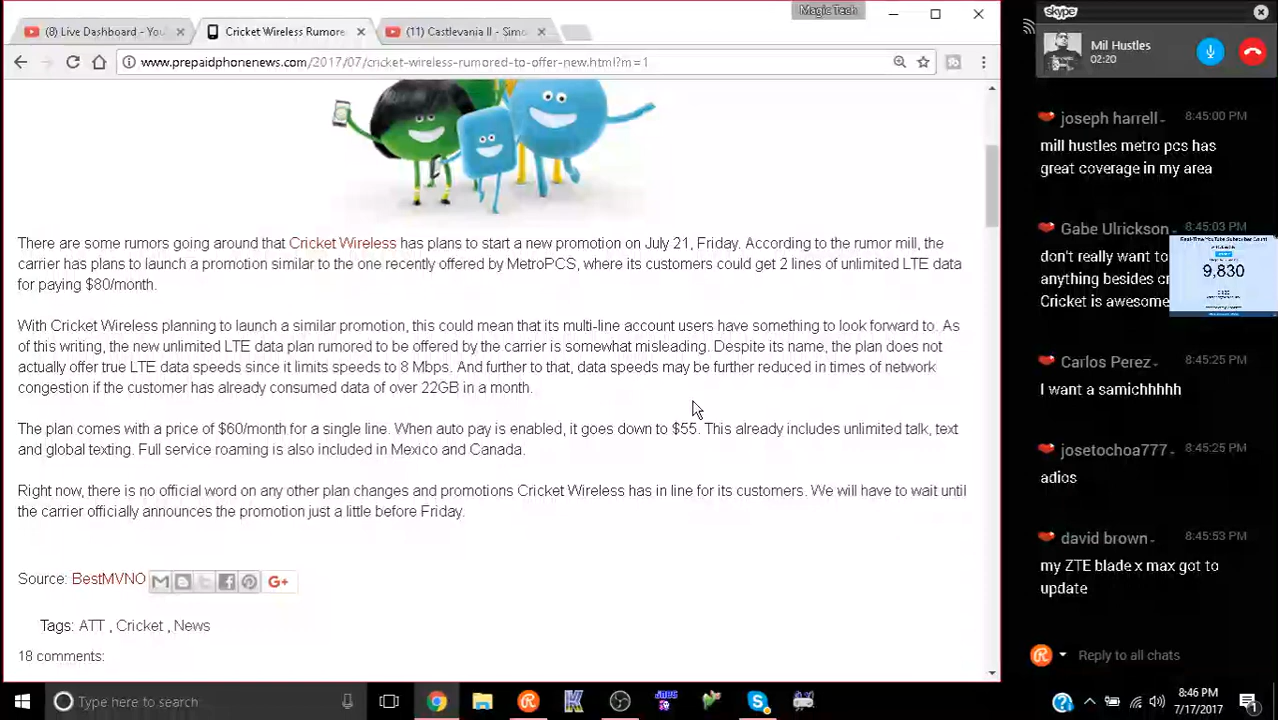 Magic Tech
(8) Live Dashboard - You
Cricket Wireless Rumore
(11) Castlevania II - Simo
www.prepaidphonenews.com/2017/07/cricket-wireless-rumored-to-offer-new.html?m=1
There are some rumors going around that Cricket Wireless has plans to start a new promotion on July 21, Friday. According to the rumor mill, the
carrier has plans to launch a promotion similar to the one recently offered by MetroPCS, where its customers could get 2 lines of unlimited LTE data
for paying $80/month.
With Cricket Wireless planning to launch a similar promotion, this could mean that its multi-line account users have something to look forward to. As
of this writing, the new unlimited LTE data plan rumored to be offered by the carrier is somewhat misleading. Despite its name, the plan does not
actually offer true LTE data speeds since it limits speeds to 8 Mbps. And further to that, data speeds may be further reduced in times of network
congestion if the customer has already consumed data of over 22GB in a month.
The plan comes with a price of $60/month for a single line. When auto pay is enabled, it goes down to $55. This already includes unlimited talk, text
and global texting. Full service roaming is also included in Mexico and Canada.
Right now, there is no official word on any other plan changes and promotions Cricket Wireless has in line for its customers. We will have to wait until
the carrier officially announces the promotion just a little before Friday.
Source: BestMVNO
G+
Tags: ATT , Cricket , News
18 comments:
skype
Mil Hustles
02:20
joseph harrell 8:45:00 PM
mill hustles metro pcs has
great coverage in my area
Gabe Ulrickson 8:45:03 PM
don't really want to
anything besides cr
Cricket is awesome
Real-Time YouTube Subscriber Count
9,830
Carlos Perez 8:45:25 PM
I want a samichhhhh
josetochoa777 8:45:25 PM
adios
david brown 8:45:53 PM
my ZTE blade x max got to
update
Reply to all chats
Type here to search
8:46 PM
7/17/2017